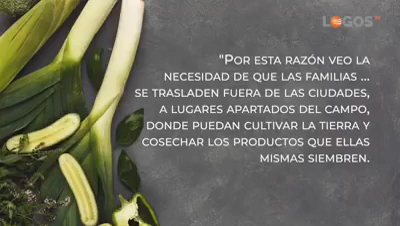 LOGOS
"POR ESTA RAZÓN VEO LA
NECESIDAD DE QUE LAS FAMILIAS ...
SE TRASLADEN FUERA DE LAS CIUDADES,
A LUGARES APARTADOS DEL CAMPO,
DONDE PUEDAN CULTIVAR LA TIERRA Y
COSECHAR LOS PRODUCTOS QUE ELLAS
MISMAS SIEMBREN.